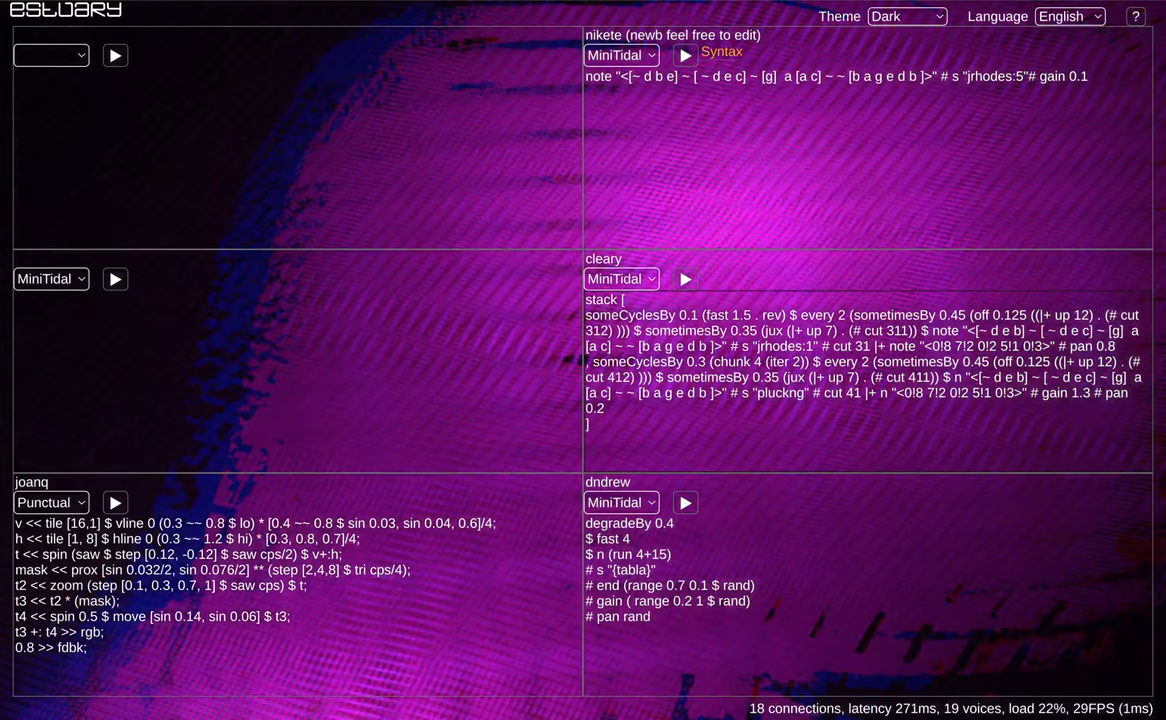 estuary
Theme Dark Language English ?
nikete (newb feel free to edit)
MiniTidal Syntax
note "<[~ d b e] ~ [ ~ d e c] ~ [g]  a [a c] ~ ~ [b a g e d b ]>" # s "jrhodes:5"# gain 0.1
MiniTidal
cleary
MiniTidal
stack [
someCyclesBy 0.1 (fast 1.5 . rev) $ every 2 (sometimesBy 0.45 (off 0.125 ((|+ up 12) . (# cut
312) ))) $ sometimesBy 0.35 (jux (|+ up 7) . (# cut 311)) $ note "<[~ d e b] ~ [ ~ d e c] ~ [g]  a
[a c] ~ ~ [b a g e d b ]>" # s "jrhodes:1" # cut 31 |+ note "<0!8 7!2 0!2 5!1 0!3>" # pan 0.8
, someCyclesBy 0.3 (chunk 4 (iter 2)) $ every 2 (sometimesBy 0.45 (off 0.125 ((|+ up 12) . (#
cut 412) ))) $ sometimesBy 0.35 (jux (|+ up 7) . (# cut 411)) $ n "<[~ d e b] ~ [ ~ d e c] ~ [g]  a
[a c] ~ ~ [b a g e d b ]>" # s "pluckng" # cut 41 |+ n "<0!8 7!2 0!2 5!1 0!3>" # gain 1.3 # pan
0.2
]
joanq
Punctual
v << tile [16,1] $ vline 0 (0.3 ~~ 0.8 $ lo) * [0.4 ~~ 0.8 $ sin 0.03, sin 0.04, 0.6]/4;
h << tile [1, 8] $ hline 0 (0.3 ~~ 1.2 $ hi) * [0.3, 0.8, 0.7]/4;
t << spin (saw $ step [0.12, -0.12] $ saw cps/2) $ v+:h;
mask << prox [sin 0.032/2, sin 0.076/2] ** (step [2,4,8] $ tri cps/4);
t2 << zoom (step [0.1, 0.3, 0.7, 1] $ saw cps) $ t;
t3 << t2 * (mask);
t4 << spin 0.5 $ move [sin 0.14, sin 0.06] $ t3;
t3 +: t4 >> rgb;
0.8 >> fdbk;
dndrew
MiniTidal
degradeBy 0.4
$ fast 4
$ n (run 4+15)
# s "{tabla}"
# end (range 0.7 0.1 $ rand)
# gain ( range 0.2 1 $ rand)
# pan rand
18 connections, latency 271ms, 19 voices, load 22%, 29FPS (1ms)